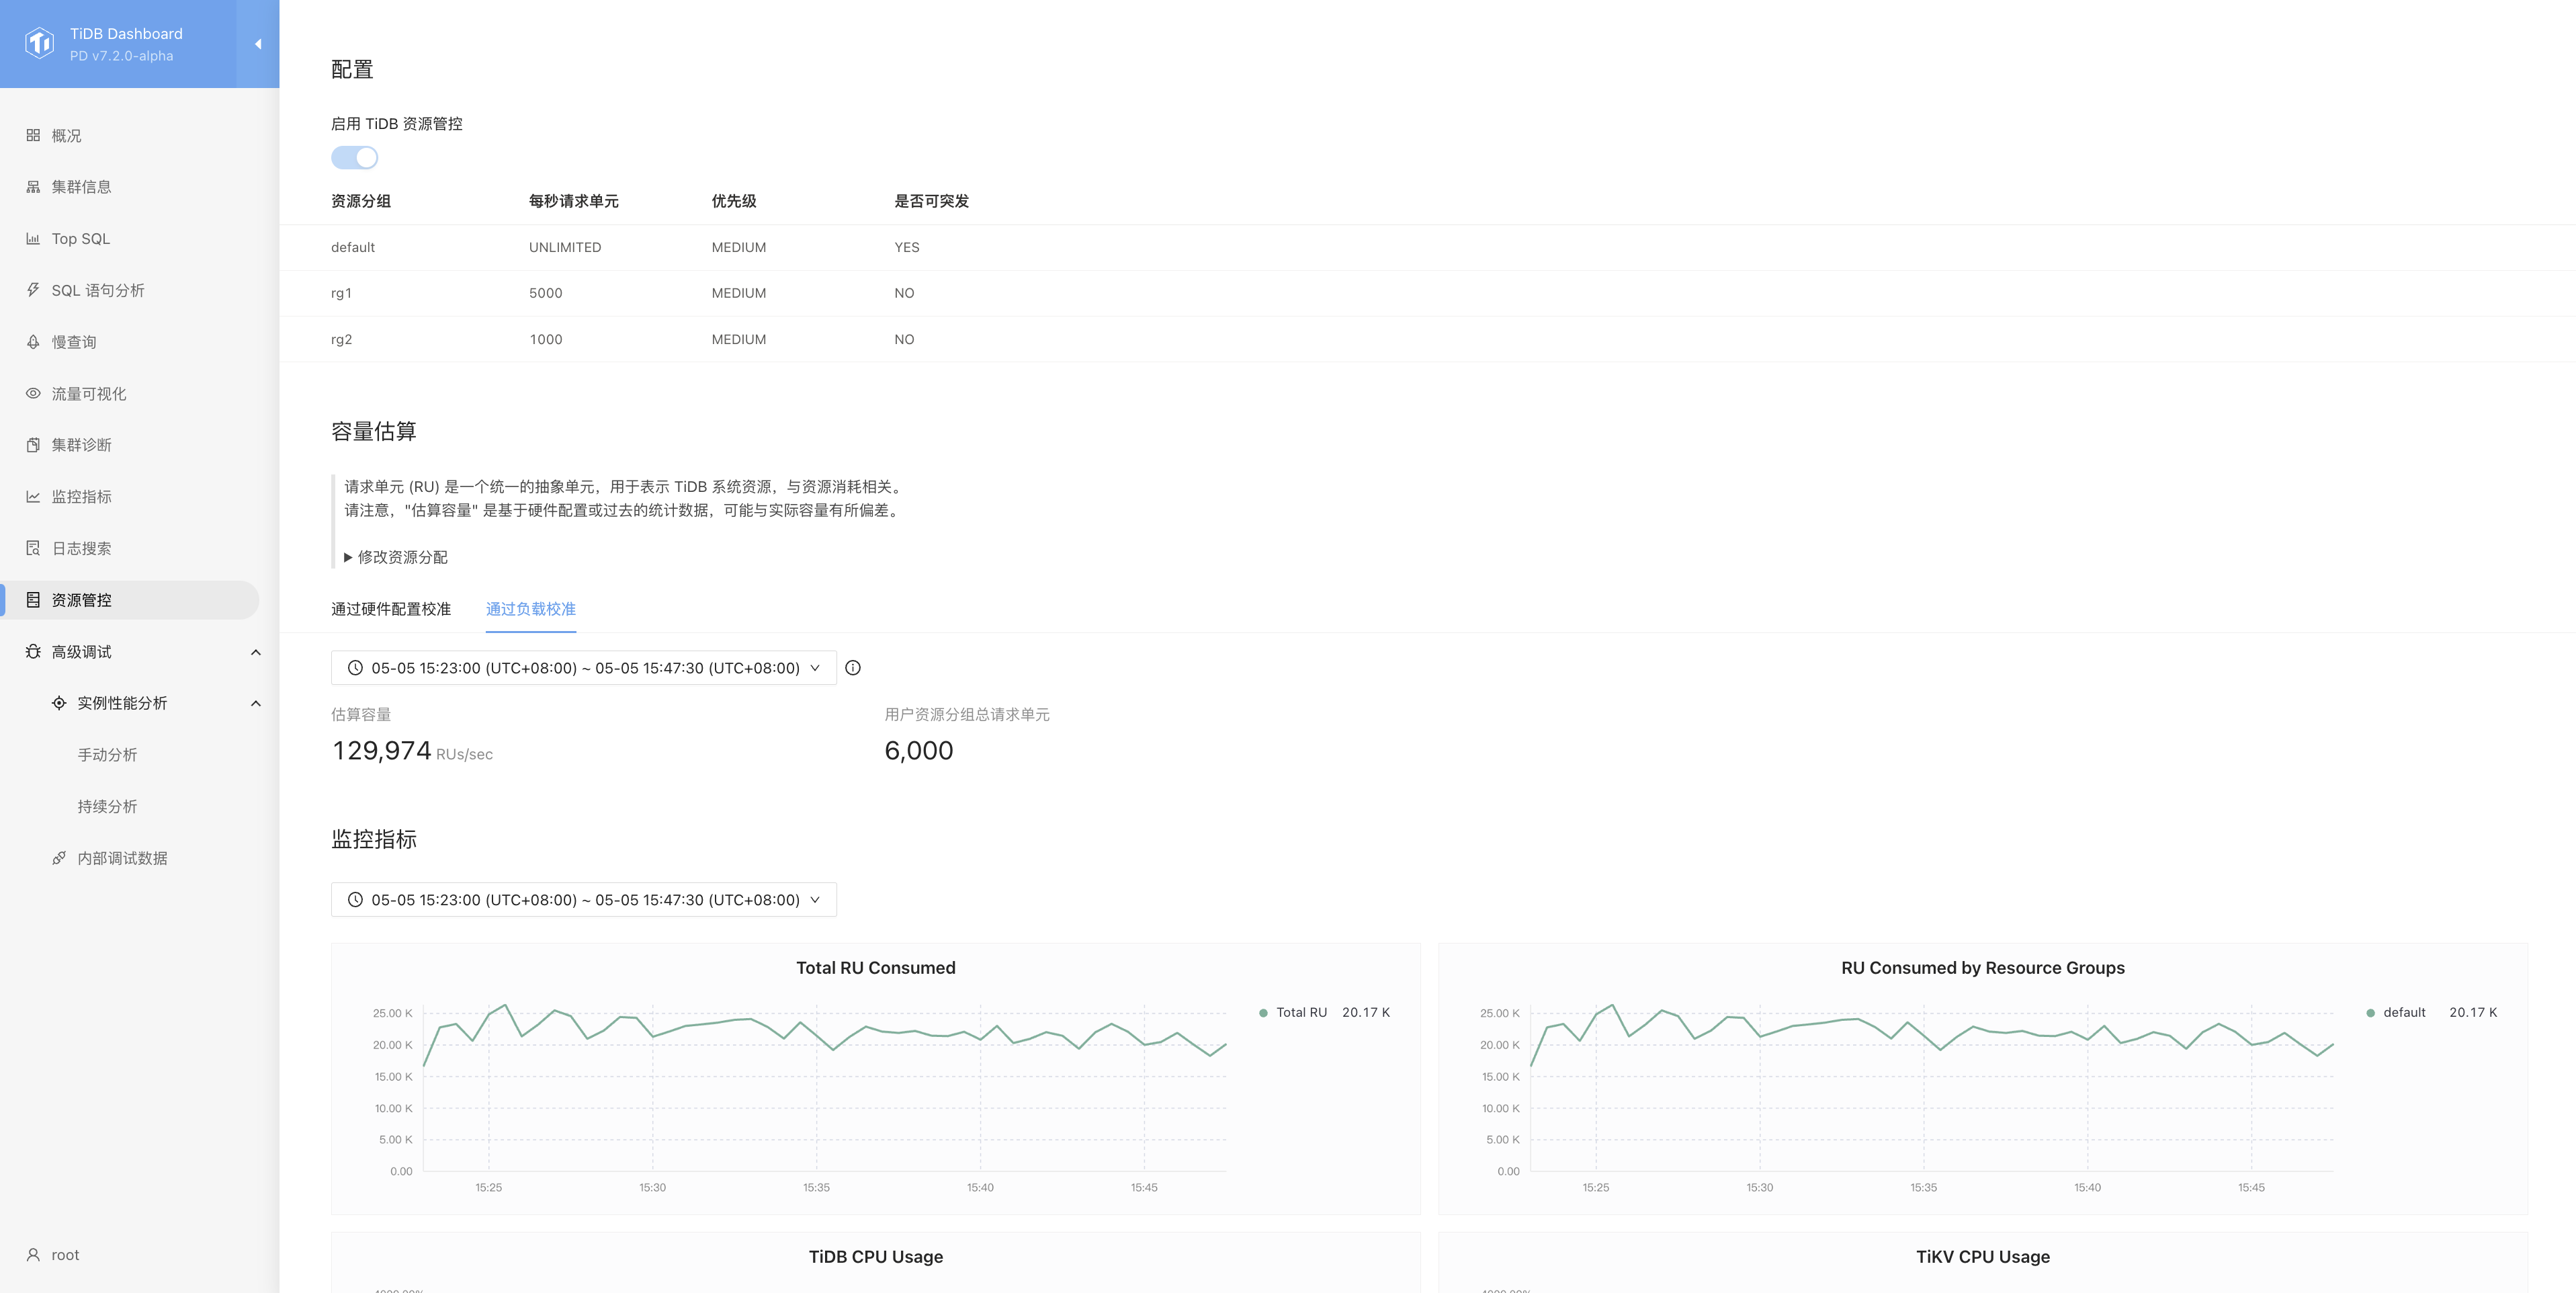 TiDB Dashboard
PD v7.2.0-alpha
概况
集群信息
Top SQL
SQL 语句分析
慢查询
流量可视化
集群诊断
监控指标
日志搜索
资源管控
高级调试
实例性能分析
手动分析
持续分析
内部调试数据
root
配置
启用 TiDB 资源管控
资源分组 每秒请求单元 优先级 是否可突发
default UNLIMITED MEDIUM YES
rg1 5000 MEDIUM NO
rg2 1000 MEDIUM NO
容量估算
请求单元 (RU) 是一个统一的抽象单元，用于表示 TiDB 系统资源，与资源消耗相关。
请注意，"估算容量" 是基于硬件配置或过去的统计数据，可能与实际容量有所偏差。
▶ 修改资源分配
通过硬件配置校准 通过负载校准
05-05 15:23:00 (UTC+08:00) ~ 05-05 15:47:30 (UTC+08:00)
估算容量 用户资源分组总请求单元
129,974 RUs/sec 6,000
监控指标
05-05 15:23:00 (UTC+08:00) ~ 05-05 15:47:30 (UTC+08:00)
Total RU Consumed
25.00 K
20.00 K
15.00 K
10.00 K
5.00 K
0.00
15:25 15:30 15:35 15:40 15:45
Total RU 20.17 K
RU Consumed by Resource Groups
25.00 K
20.00 K
15.00 K
10.00 K
5.00 K
0.00
15:25 15:30 15:35 15:40 15:45
default 20.17 K
TiDB CPU Usage
TiKV CPU Usage